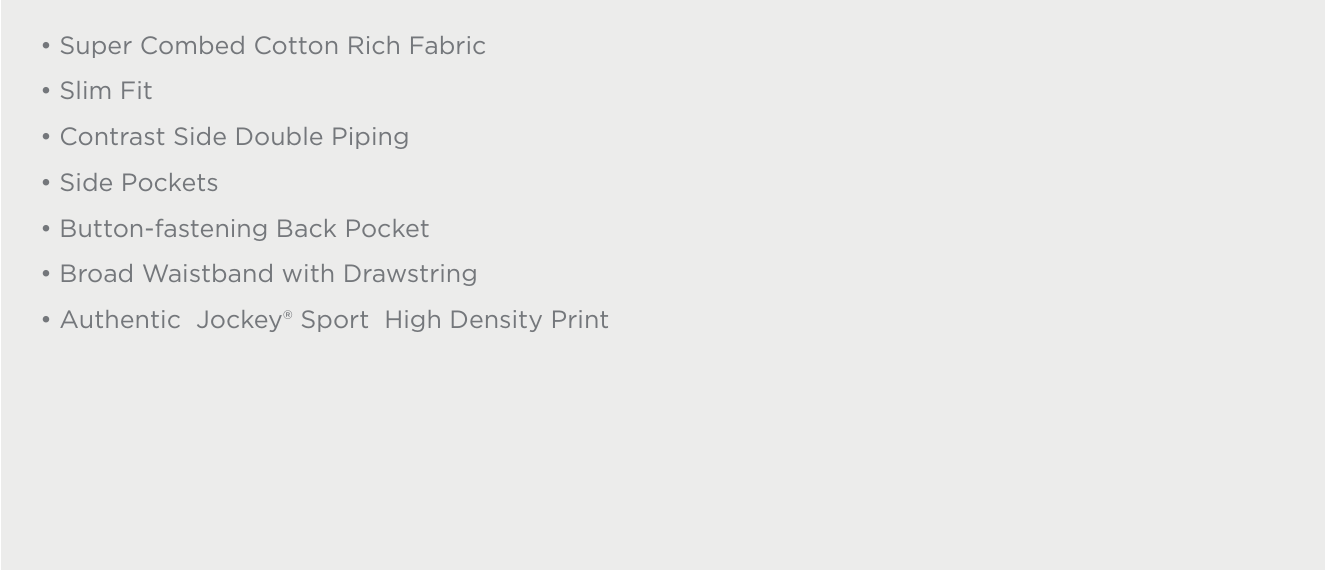 • Super Combed Cotton Rich Fabric
• Slim Fit
• Contrast Side Double Piping
• Side Pockets
• Button-fastening Back Pocket
• Broad Waistband with Drawstring
• Authentic  Jockey® Sport  High Density Print